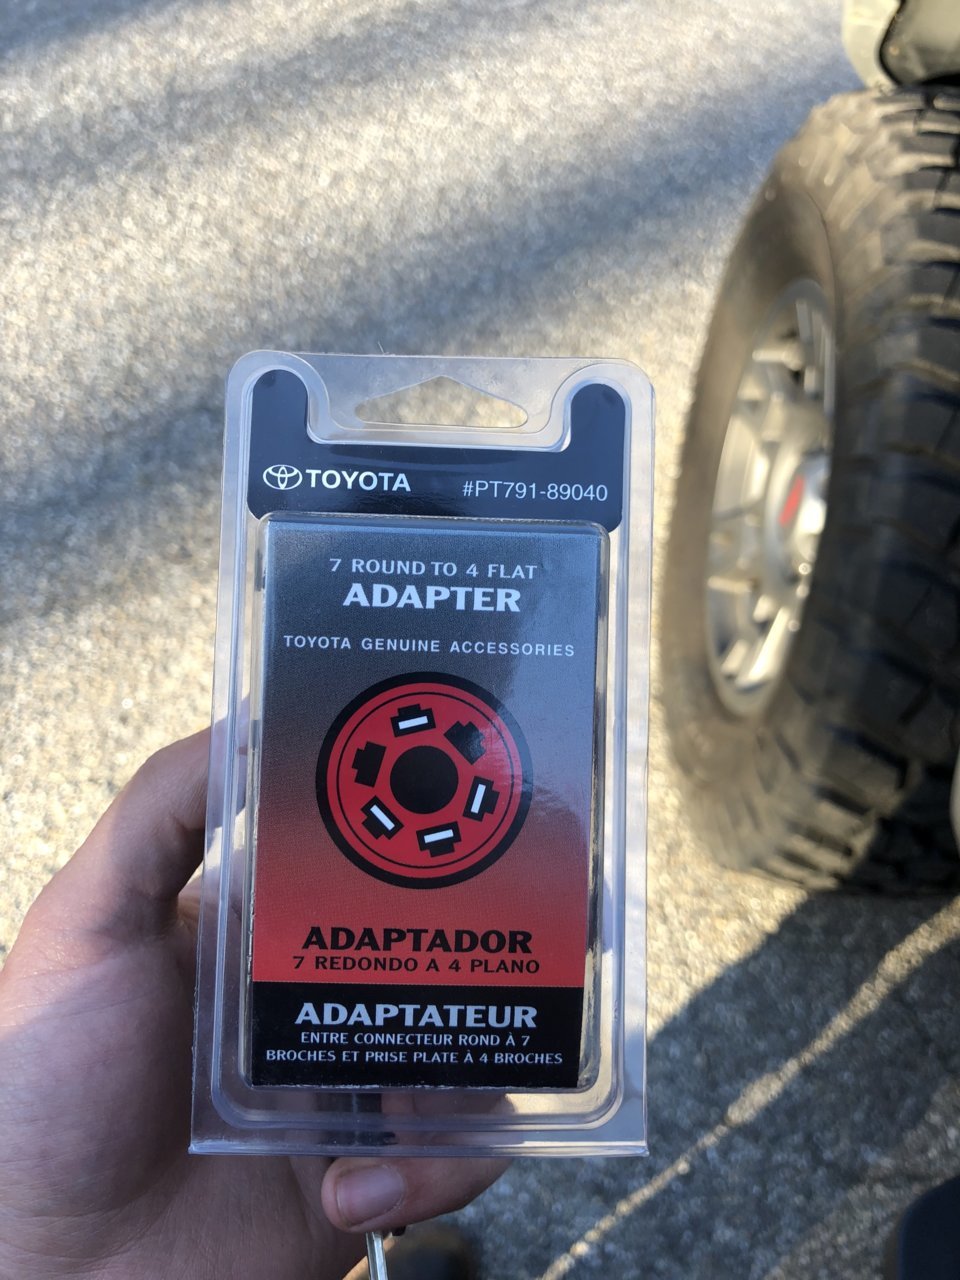 TOYOTA #PT791-89040
7 ROUND TO 4 FLAT
ADAPTER
TOYOTA GENUINE ACCESSORIES
ADAPTADOR
7 REDONDO A 4 PLANO
ADAPTATEUR
ENTRE CONNECTEUR ROND À 7
BROCHES ET PRISE PLATE À 4 BROCHES